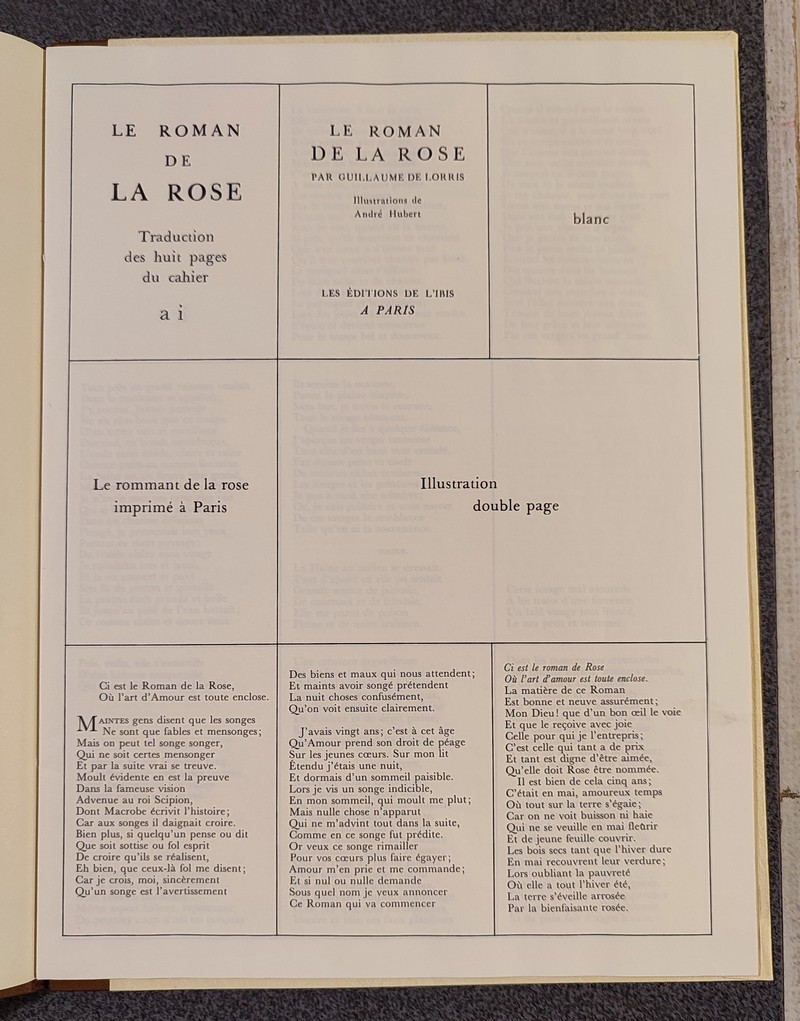 LE ROMAN
DE
LA ROSE
Traduction
des huit pages
du cahier
a i
LE ROMAN
DE LA ROSE
PAR GUILLAUME DE LORRIS
Illustrations de
André Hubert
LES ÉDITIONS DE L'IBIS
A PARIS
blanc
Le rommant de la rose
imprimé à Paris
Illustration
double page
Ci est le Roman de la Rose,
Où l'art d'Amour est toute enclose.
MAINTES gens disent que les songes
Ne sont que fables et mensonges;
Mais on peut tel songe songer,
Qui ne soit certes mensonger
Et par la suite vrai se treuve.
Moult évidente en est la preuve
Dans la fameuse vision
Advenue au roi Scipion,
Dont Macrobe écrivit l'histoire;
Car aux songes il daignait croire.
Bien plus, si quelqu'un pense ou dit
Que soit sottise ou fol esprit
De croire qu'ils se réalisent,
Eh bien, que ceux-là fol me disent;
Car je crois, moi, sincèrement
Qu'un songe est l'avertissement
Des biens et maux qui nous attendent;
Et maints avoir songé prétendent
La nuit choses confusément,
Qu'on voit ensuite clairement.
J'avais vingt ans; c'est à cet âge
Qu'Amour prend son droit de péage
Sur les jeunes cœurs. Sur mon lit
Étendu j'étais une nuit,
Et dormais d'un sommeil paisible.
Lors je vis un songe indicible,
En mon sommeil, qui moult me plut;
Mais nulle chose n'apparut
Qui ne m'advint tout dans la suite,
Comme en ce songe fut prédite.
Or veux ce songe rimailler
Pour vos cœurs plus faire égayer;
Amour m'en prie et me commande;
Et si nul ou nulle demande
Sous quel nom je veux annoncer
Ce Roman qui va commencer
Ci est le roman de Rose
Où l'art d'amour est toute enclose.
La matière de ce Roman
Est bonne et neuve assurément;
Mon Dieu! que d'un bon œil le voie
Et que le reçoive avec joie
Celle pour qui je l'entrepris;
C'est celle qui tant a de prix
Et tant est digne d'être aimée,
Qu'elle doit Rose être nommée.
Il est bien de cela cinq ans;
C'était en mai, amoureux temps
Où tout sur la terre s'égaie;
Car on ne voit buisson ni haie
Qui ne se veuille en mai fleûrir
Et de jeune feuille couvrir.
Les bois secs tant que l'hiver dure
En mai recouvrent leur verdure;
Lors oubliant la pauvreté
Où elle a tout l'hiver été,
La terre s'éveille arrosée
Par la bienfaisante rosée.